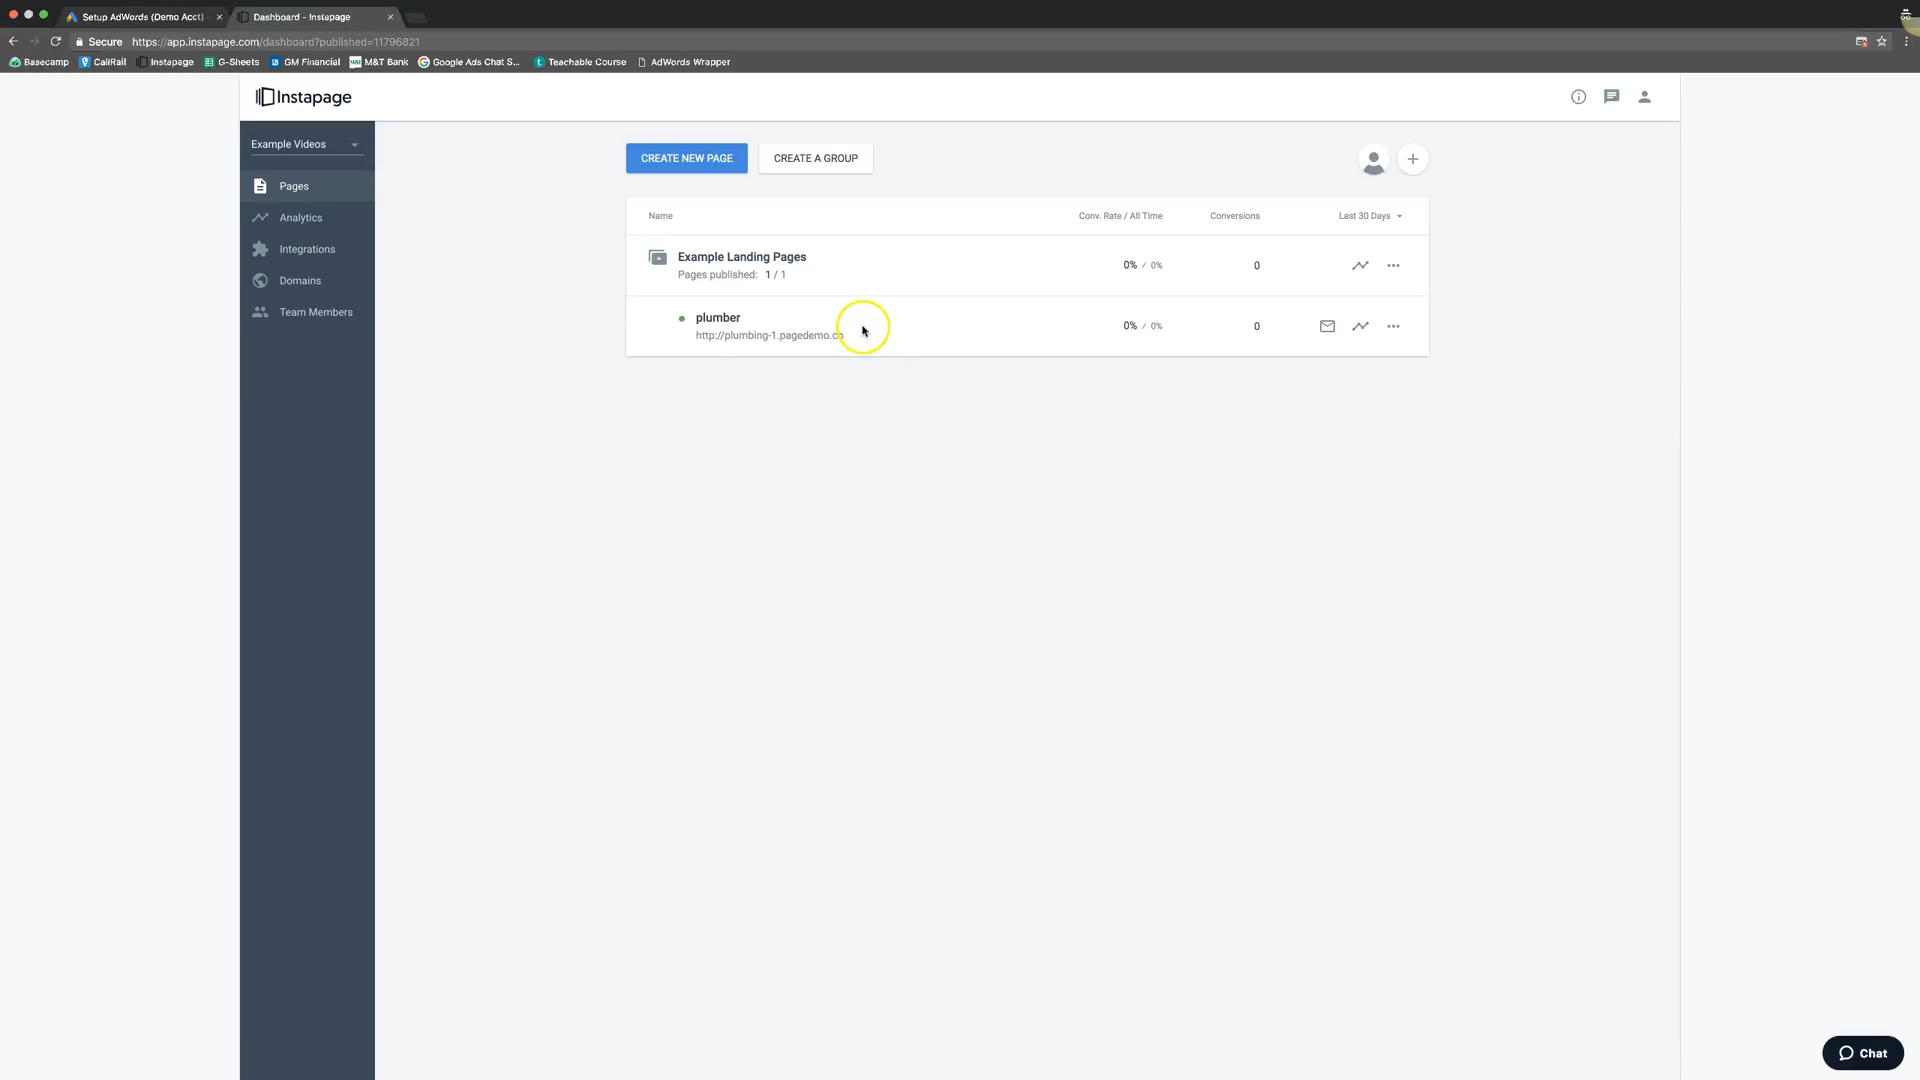 Setup AdWords (Demo Acct)
Dashboard - Instapage
Secure https://app.instapage.com/dashboard?published=11796821
Basecamp CallRail Instapage G-Sheets GM Financial M&T Bank Google Ads Chat S... Teachable Course AdWords Wrapper
Instapage
Example Videos
CREATE NEW PAGE CREATE A GROUP
Pages
Analytics
Integrations
Domains
Team Members
Name Conv. Rate / All Time Conversions Last 30 Days
Example Landing Pages
Pages published: 1 / 1
0% / 0% 0
plumber
http://plumbing-1.pagedemo.co
0% / 0% 0
Chat